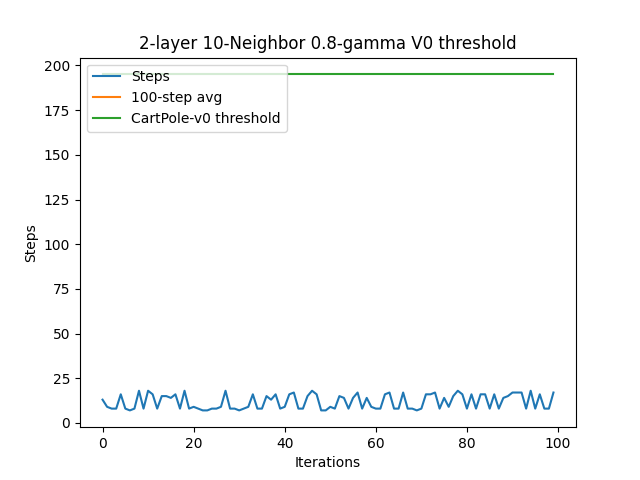 2-layer 10-Neighbor 0.8-gamma V0 threshold
Steps
100-step avg
CartPole-v0 threshold
200
175
150
125
100
75
50
25
0
Steps
0 20 40 60 80 100
Iterations